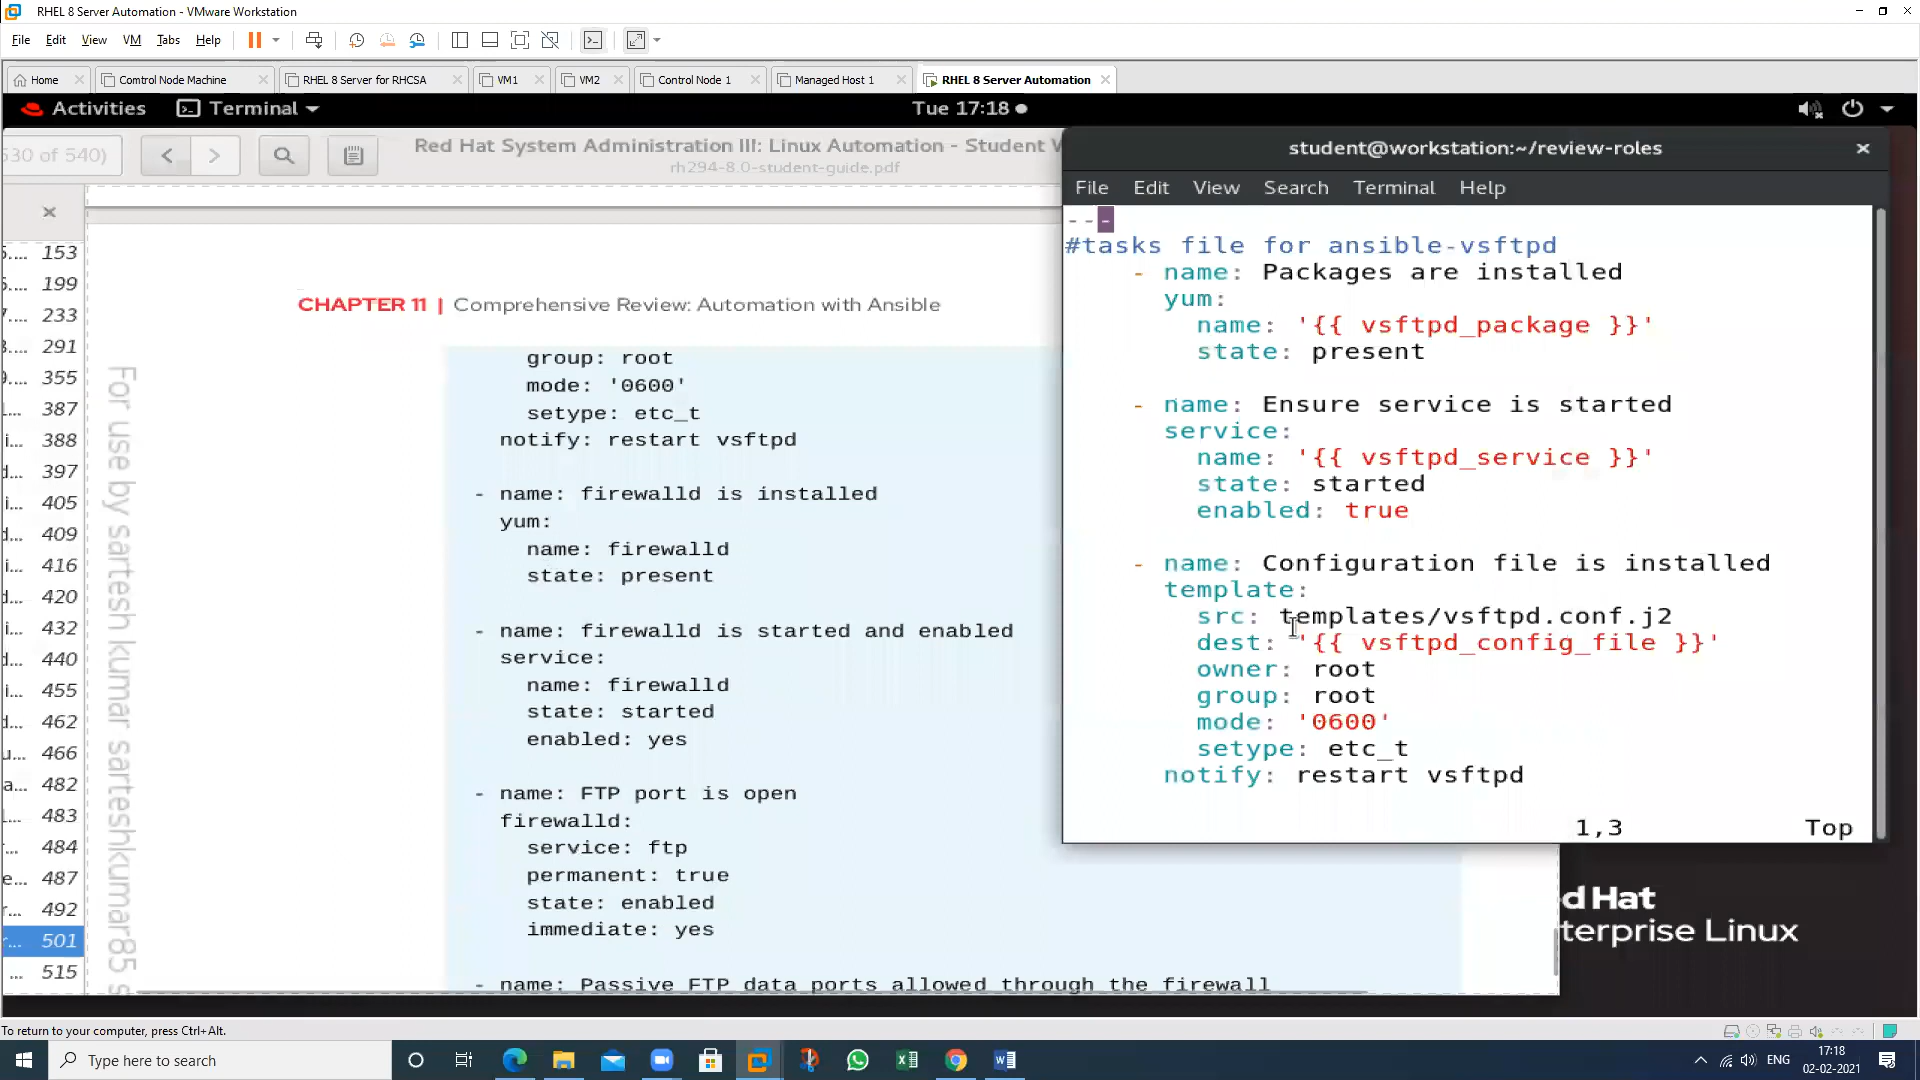 RHEL 8 Server Automation - VMware Workstation
File Edit View VM Tabs Help
Home Comtrol Node Machine RHEL 8 Server for RHCSA VM1 VM2 Control Node 1 Managed Host 1 RHEL 8 Server Automation
Activities Terminal Tue 17:18
530 of 540)
Red Hat System Administration III: Linux Automation - Student
rh294-8.0-student-guide.pdf
153
199
233
291
355
387
388
397
405
409
416
420
432
440
455
462
466
482
483
484
487
492
501
515
For use by sartesh kumar sarteshkumar85
CHAPTER 11 | Comprehensive Review: Automation with Ansible
group: root
mode: '0600'
setype: etc_t
notify: restart vsftpd
- name: firewalld is installed
yum:
name: firewalld
state: present
- name: firewalld is started and enabled
service:
name: firewalld
state: started
enabled: yes
- name: FTP port is open
firewalld:
service: ftp
permanent: true
state: enabled
immediate: yes
- name: Passive FTP data ports allowed through the firewall
student@workstation:~/review-roles
File Edit View Search Terminal Help
---
#tasks file for ansible-vsftpd
- name: Packages are installed
yum:
name: '{{ vsftpd_package }}'
state: present
- name: Ensure service is started
service:
name: '{{ vsftpd_service }}'
state: started
enabled: true
- name: Configuration file is installed
template:
src: templates/vsftpd.conf.j2
dest: '{{ vsftpd_config_file }}'
owner: root
group: root
mode: '0600'
setype: etc_t
notify: restart vsftpd
1,3 Top
d Hat
terprise Linux
To return to your computer, press Ctrl+Alt.
Type here to search
ENG
17:18
02-02-2021